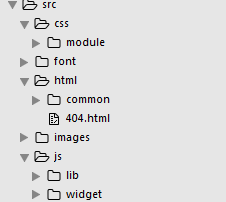 src
css
module
font
html
common
404.html
images
js
lib
widget